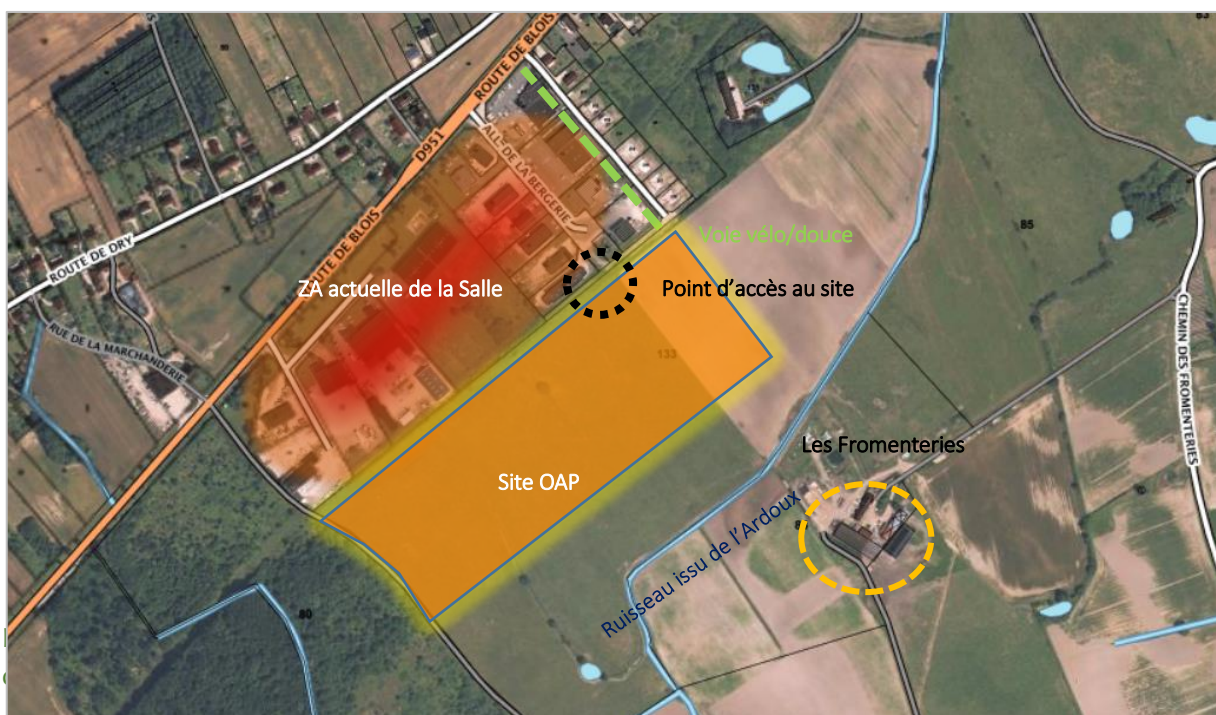 ROUTE DE BLOIS
D951
ALL. DE LA BERGERIE
Voie vélo/douce
ROUTE DE DRY
ROUTE DE BLOIS
ZA actuelle de la Salle
Point d'accès au site
85
RUE DE LA MARCHANDERIE
133
CHEMIN DES FROMENTERIES
Les Fromenteries
Site OAP
Ruisseau issu de l'Ardoux
80